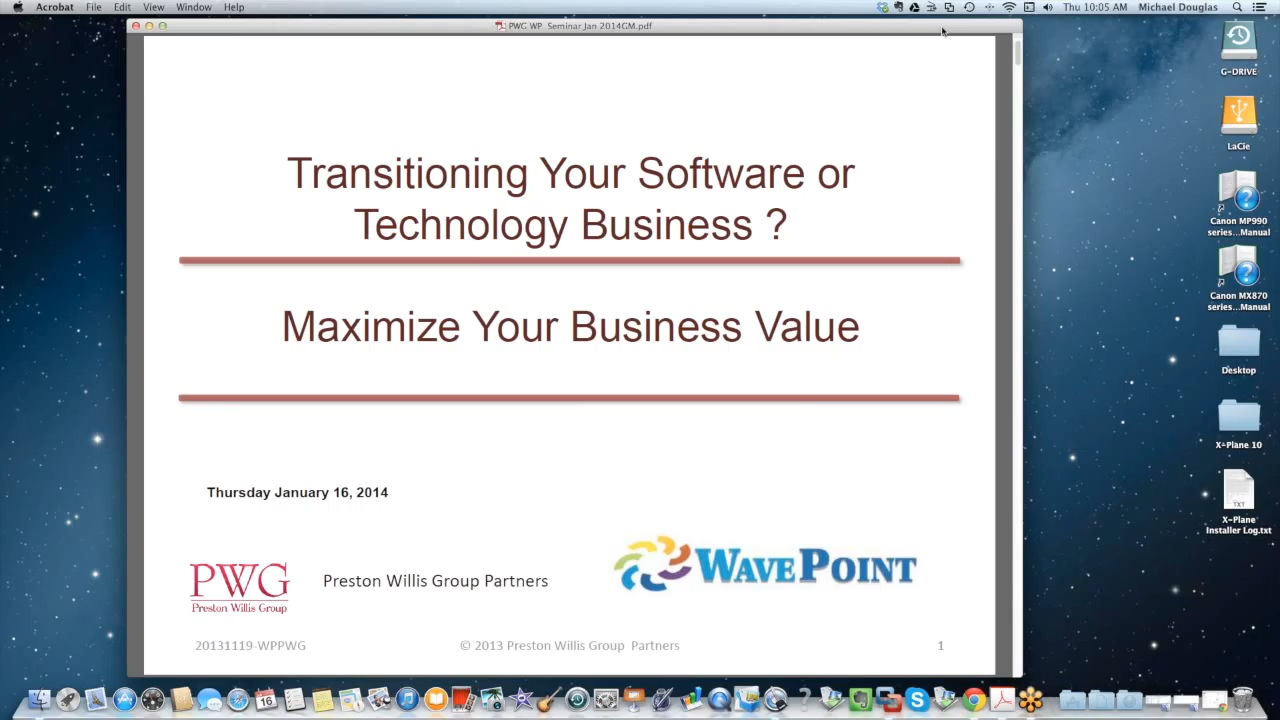 Acrobat File Edit View Window Help
Thu 10:05 AM Michael Douglas
PWG WP Seminar Jan 2014GM.pdf
Transitioning Your Software or
Technology Business ?
Maximize Your Business Value
Thursday January 16, 2014
PWG
Preston Willis Group
Preston Willis Group Partners
WAVEPOINT
20131119-WPPWG
© 2013 Preston Willis Group Partners
1
G-DRIVE
LaCie
Canon MP990
series...Manual
Canon MX870
series...Manual
Desktop
X-Plane 10
TXT
X-Plane
Installer Log.txt
16